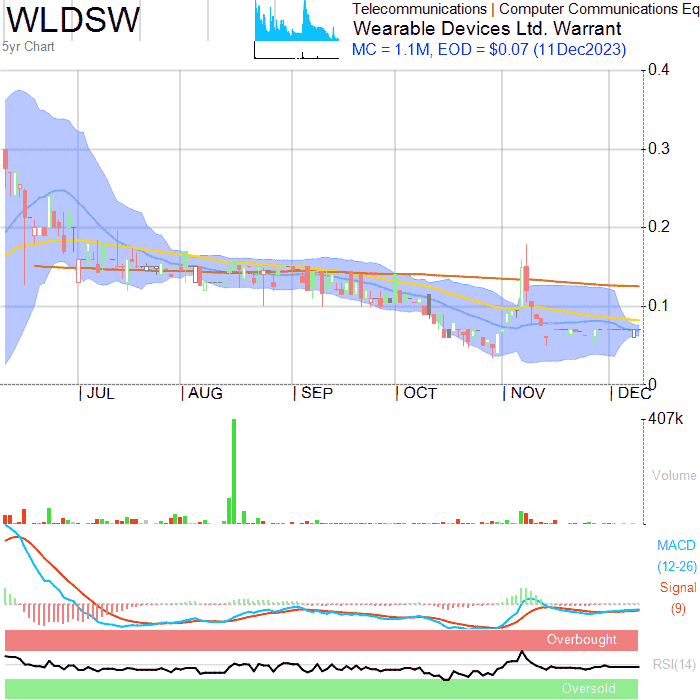 WLDSW
5yr Chart
Telecommunications | Computer Communications Eq
Wearable Devices Ltd. Warrant
MC = 1.1M, EOD = $0.07 (11Dec2023)
0.4
0.3
0.2
0.1
0
| JUL | AUG | SEP | OCT | NOV | DEC
407k
Volume
MACD
(12-26)
Signal
(9)
Overbought
RSI(14)
Oversold